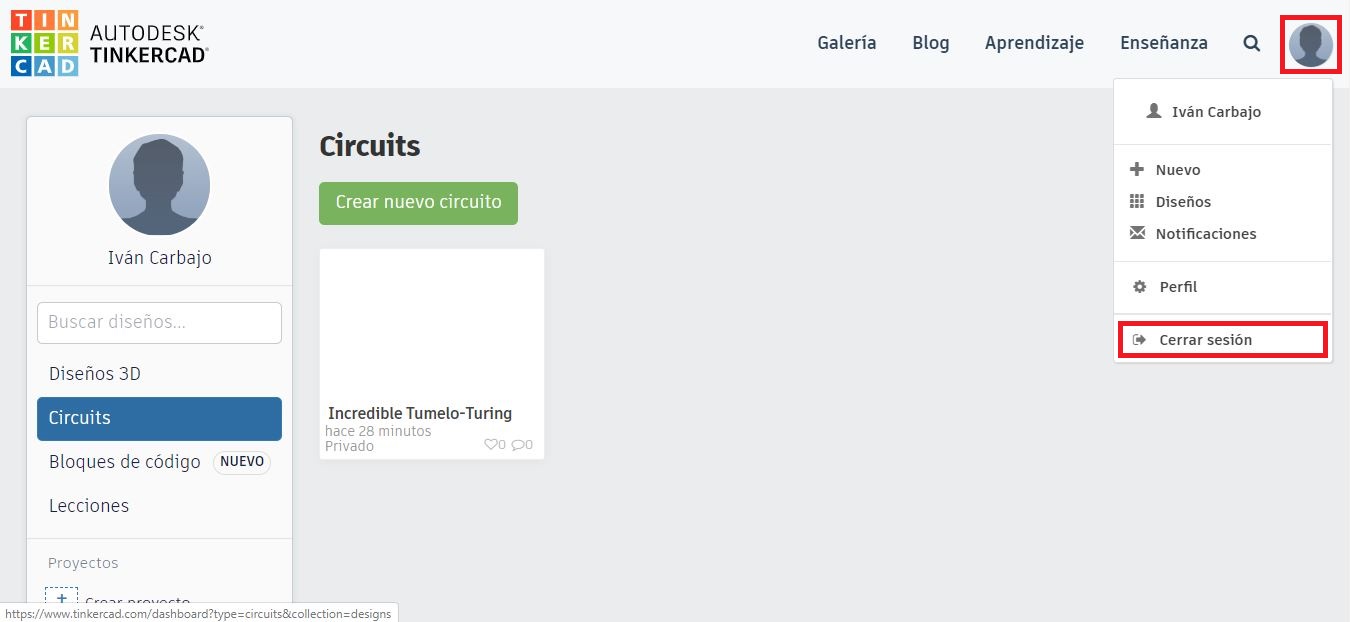 TIN
KER
CAD
AUTODESK®
TINKERCAD®
Galería
Blog
Aprendizaje
Enseñanza
Iván Carbajo
Nuevo
Diseños
Notificaciones
Perfil
Cerrar sesión
Iván Carbajo
Buscar diseños...
Diseños 3D
Circuits
Bloques de código NUEVO
Lecciones
Proyectos
Crear proyecto
Circuits
Crear nuevo circuito
Incredible Tumelo-Turing
hace 28 minutos
Privado
0 0
https://www.tinkercad.com/dashboard?type=circuits&collection=designs